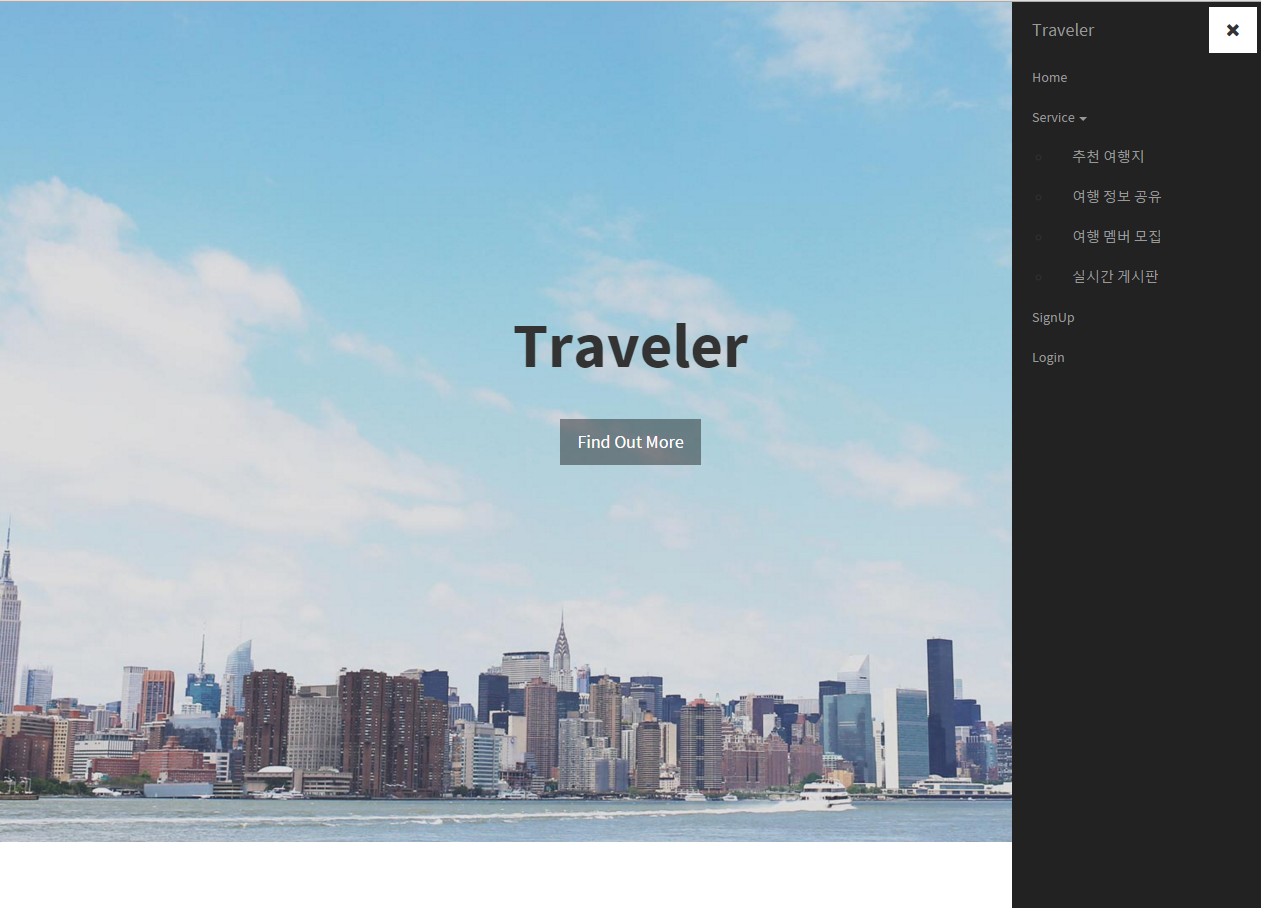 Traveler
Find Out More
Traveler
Home
Service
추천 여행지
여행 정보 공유
여행 멤버 모집
실시간 게시판
SignUp
Login